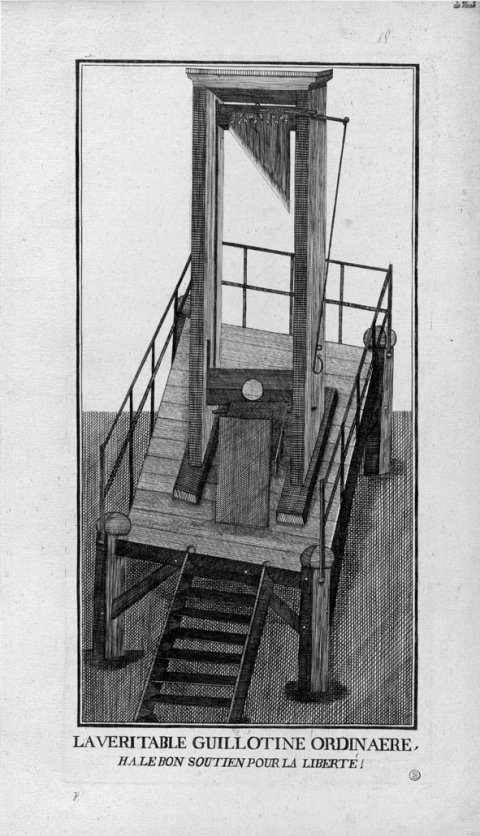 LA VERITABLE GUILLOTINE ORDINAERE,
HA LE BON SOUTIEN POUR LA LIBERTÉ!